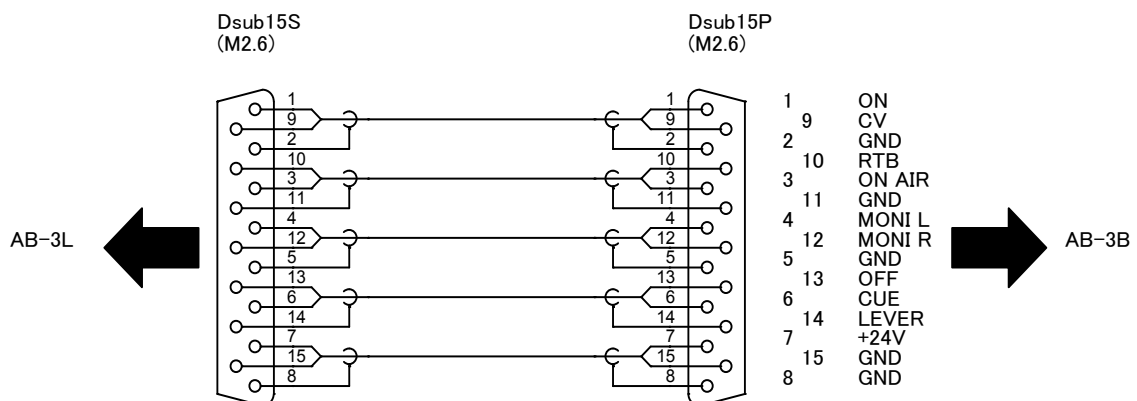 Dsub15S
(M2.6)
Dsub15P
(M2.6)
1 1 1 ON
9 9 9 CV
2 2 2 GND
10 10 10 RTB
3 3 3 ON AIR
11 11 11 GND
4 4 4 MONI L
12 12 12 MONI R
AB-3L
AB-3B
5 5 5 GND
13 13 13 OFF
6 6 6 CUE
14 14 14 LEVER
7 7 7 +24V
15 15 15 GND
8 8 8 GND